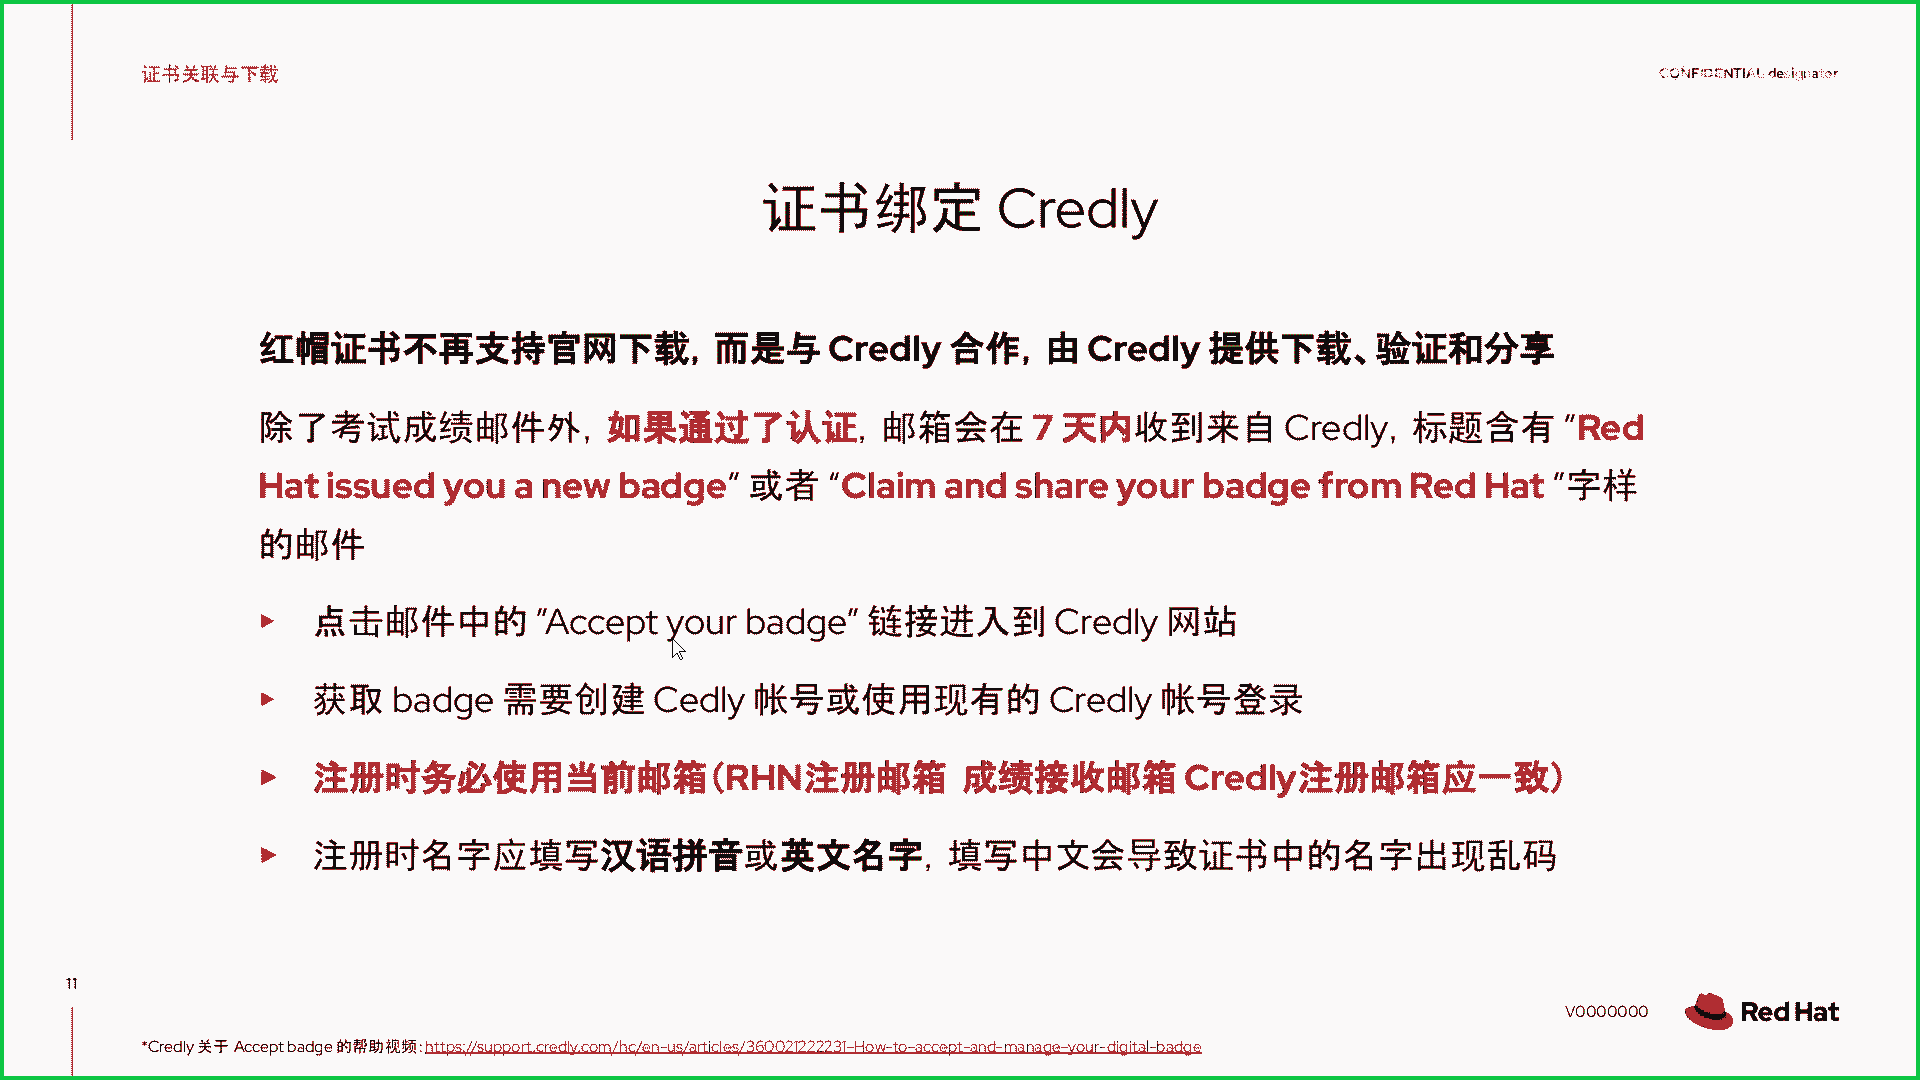 证书关联与下载
CONFIDENTIAL designator
证书绑定 Credly
红帽证书不再支持官网下载，而是与 Credly 合作，由 Credly 提供下载、验证和分享
除了考试成绩邮件外，如果通过了认证，邮箱会在 7 天内收到来自 Credly，标题含有 “Red
Hat issued you a new badge” 或者 “Claim and share your badge from Red Hat ”字样
的邮件
▸ 点击邮件中的 “Accept your badge” 链接进入到 Credly 网站
▸ 获取 badge 需要创建 Cedly 帐号或使用现有的 Credly 帐号登录
▸ 注册时务必使用当前邮箱（RHN注册邮箱 成绩接收邮箱 Credly注册邮箱应一致）
▸ 注册时名字应填写汉语拼音或英文名字，填写中文会导致证书中的名字出现乱码
11
V0000000
Red Hat
*Credly 关于 Accept badge 的帮助视频：https://support.credly.com/hc/en-us/articles/360021222231-How-to-accept-and-manage-your-digital-badge